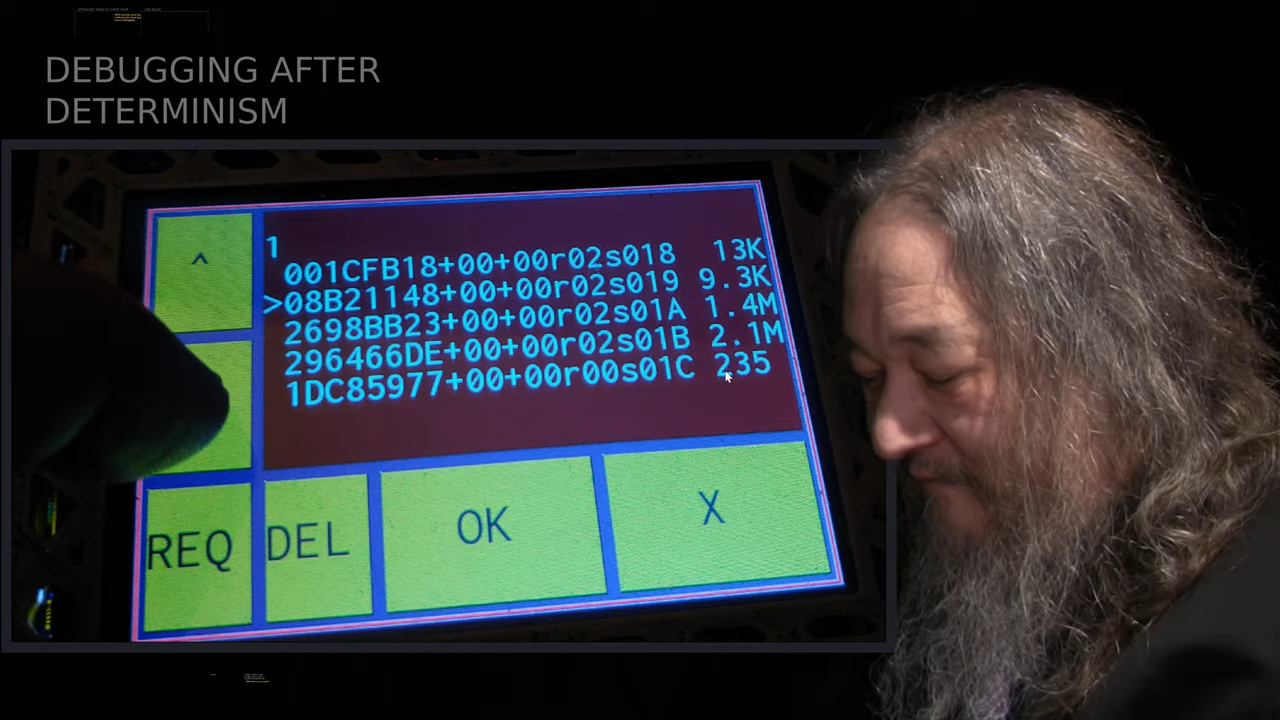 DEBUGGING AFTER
DETERMINISM
^
1
001CFB18+00+00r02s018 13K
>08B21148+00+00r02s019 9.3K
2698BB23+00+00r02s01A 1.4M
296466DE+00+00r02s01B 2.1M
1DC85977+00+00r00s01C 235
REQ DEL OK X